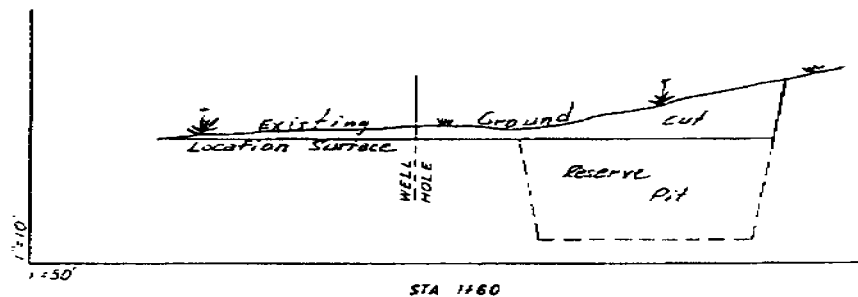 Existing Ground
Cut
Location Surface
WELL
HOLE
Reserve
Pit
1"=10'
1"=50'
STA 1+60